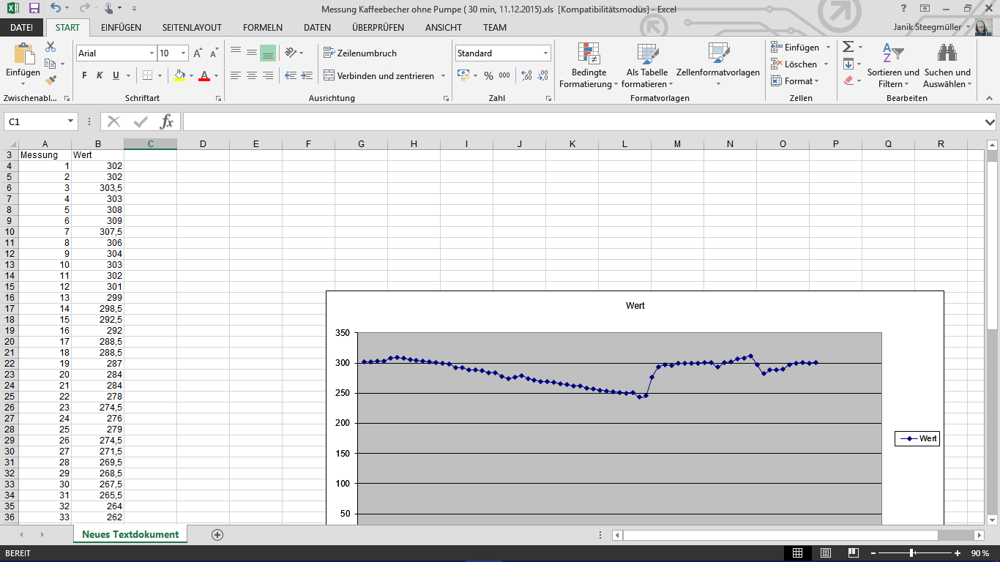 Messung Kaffeebecher ohne Pumpe ( 30 min, 11.12.2015).xls [Kompatibilitätsmodus] - Excel
?
DATEI START EINFÜGEN SEITENLAYOUT FORMELN DATEN ÜBERPRÜFEN ANSICHT TEAM Janik Steegmüller
Einfügen
Zwischenabl...
Arial 10
F K U
Schriftart
Zeilenumbruch
Verbinden und zentrieren
Ausrichtung
Standard
% 000
Zahl
Bedingte Formatierung
Als Tabelle formatieren
Zellenformatvorlagen
Formatvorlagen
Einfügen
Löschen
Format
Zellen
Sortieren und Filtern
Suchen und Auswählen
Bearbeiten
C1 fx
A B C D E F G H I J K L M N O P Q R
3 Messung Wert
4 1 302
5 2 302
6 3 303,5
7 4 303
8 5 308
9 6 309
10 7 307,5
11 8 306
12 9 304
13 10 303
14 11 302
15 12 301
16 13 299
17 14 298,5
18 15 292,5
19 16 292
20 17 288,5
21 18 288,5
22 19 287
23 20 284
24 21 284
25 22 278
26 23 274,5
27 24 276
28 25 279
29 26 274,5
30 27 271,5
31 28 269,5
32 29 268,5
33 30 267,5
34 31 265,5
35 32 264
36 33 262
Wert
350
300
250
200
150
100
50
Wert
Neues Textdokument
BEREIT 90 %